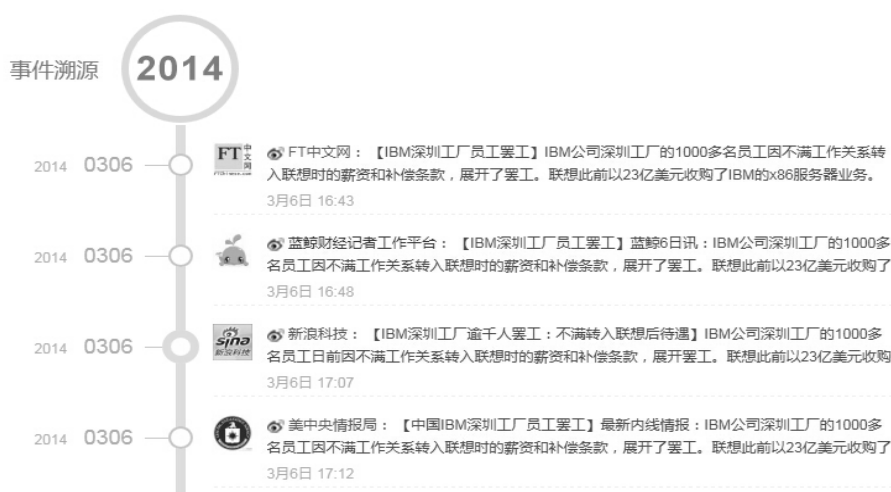 事件溯源
2014
2014 0306
FT 中文网
FTChinese.com
FT中文网：【IBM深圳工厂员工罢工】IBM公司深圳工厂的1000多名员工因不满工作关系转
入联想时的薪资和补偿条款，展开了罢工。联想此前以23亿美元收购了IBM的x86服务器业务。
3月6日 16:43
2014 0306
蓝鲸财经记者工作平台：【IBM深圳工厂员工罢工】蓝鲸6日讯：IBM公司深圳工厂的1000多
名员工因不满工作关系转入联想时的薪资和补偿条款，展开了罢工。联想此前以23亿美元收购了
3月6日 16:48
2014 0306
sina
新浪科技
新浪科技：【IBM深圳工厂逾千人罢工：不满转入联想后待遇】IBM公司深圳工厂的1000多
名员工日前因不满工作关系转入联想时的薪资和补偿条款，展开罢工。联想此前以23亿美元收购
3月6日 17:07
2014 0306
美中央情报局：【中国IBM深圳工厂员工罢工】最新内线情报：IBM公司深圳工厂的1000多
名员工因不满工作关系转入联想时的薪资和补偿条款，展开了罢工。联想此前以23亿美元收购了
3月6日 17:12